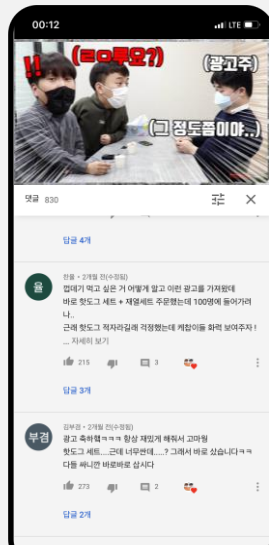 00:12
LTE
!!
(ㄹㅇ루요?)
(광고주)
(그 정도쯤이야..)
댓글 830
답글 4개
율
찬율 • 2개월 전(수정됨)
껍데기 먹고 싶은 거 어떻게 알고 이런 광고를 가져왔데
바로 핫도그 세트 + 재열세트 주문했는데 100명에 들어가려
나..
근래 핫도그 적자라길래 걱정했는데 케찹이들 화력 보여주자 !
... 자세히 보기
215
3
답글 3개
부경
김부경 • 2개월 전(수정됨)
광고 축하핵ㅋㅋㅋ 항상 재밌게 해줘서 고마웡
핫도그 세트....근데 너무싼데.....? 그래서 바로 샀습니다ㅋㅋ
다들 싸니깐 바로바로 삽시다
273
2
답글 2개